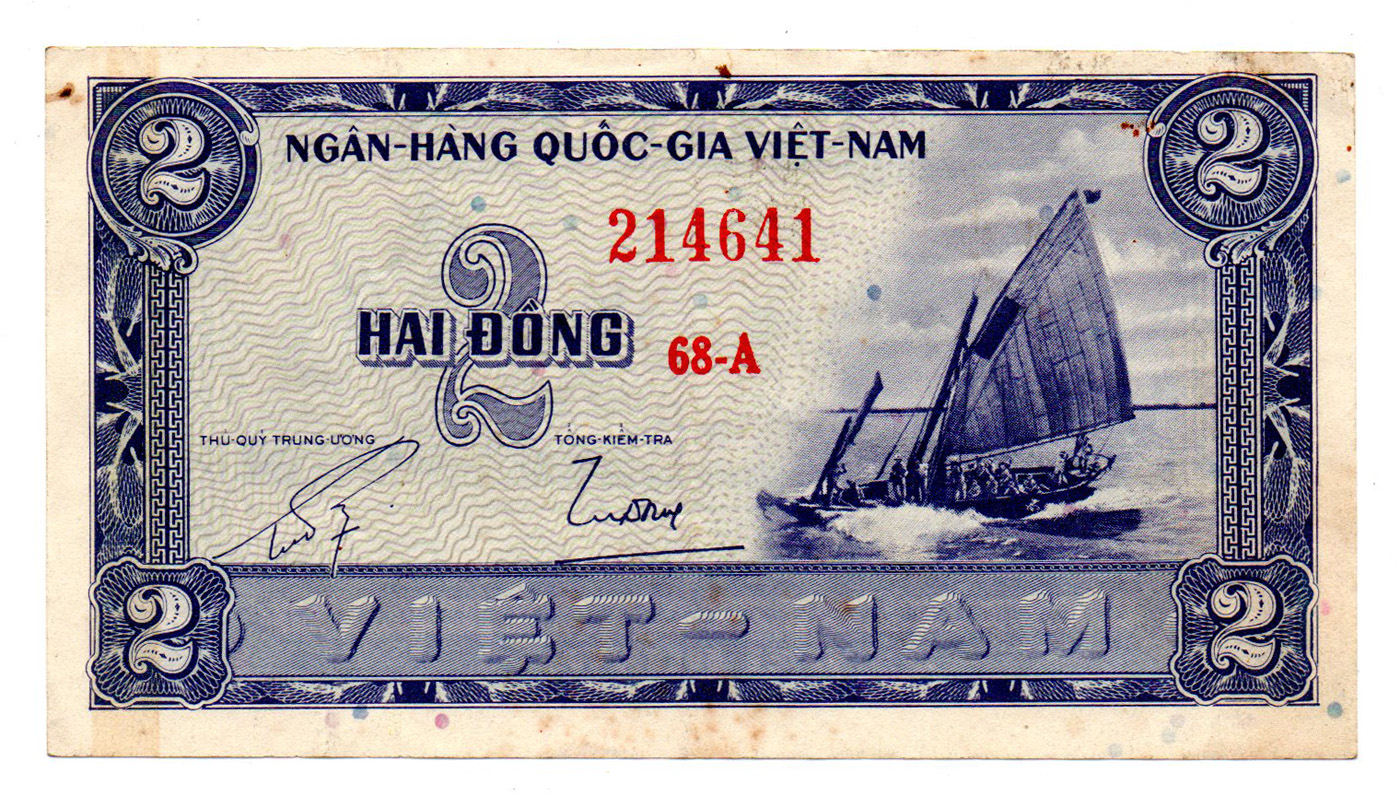 2 2
NGÂN-HÀNG QUỐC-GIA VIỆT-NAM
214641
2
HAI ĐỒNG
68-A
THỦ-QUỸ TRUNG-ƯƠNG TỔNG-KIỂM-TRA
VIỆT-NAM
2 2